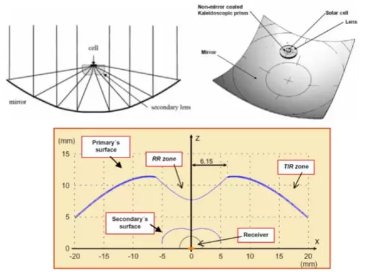 cell
mirror
secondary lens
Non-mirror coated
Kaleidoscopic prism
Solar cell
Lens
Mirror
(mm)
Z
Primary´s
surface
RR zone
6.15
TIR zone
15
10
5
0
Secondary´s
surface
Receiver
X
-20
-15
-10
-5
0
5
10
15
20
(mm)